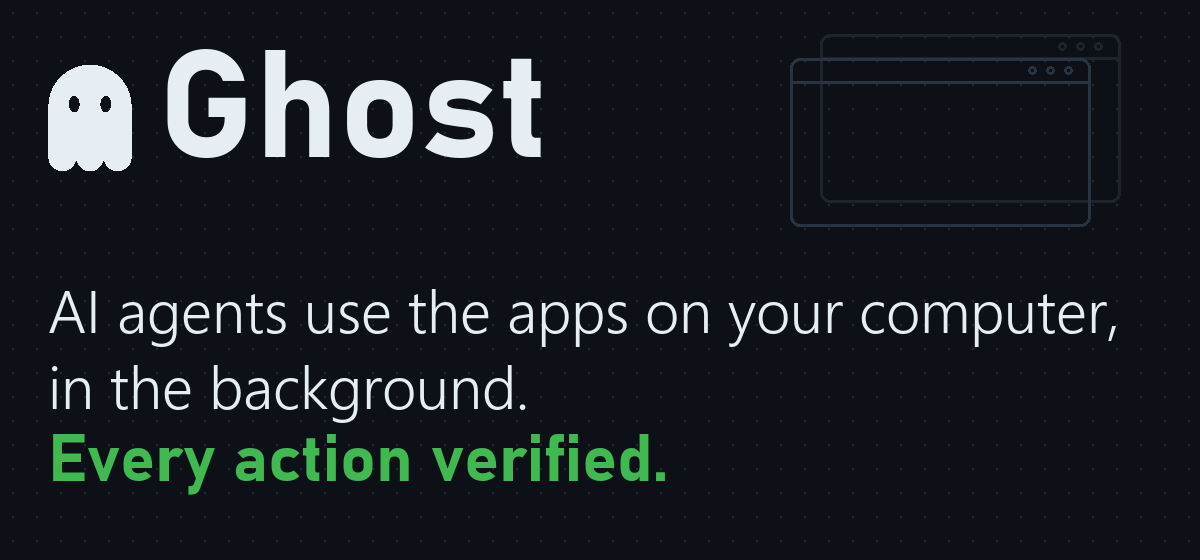 Ghost
AI agents use the apps on your computer,
in the background.
Every action verified.